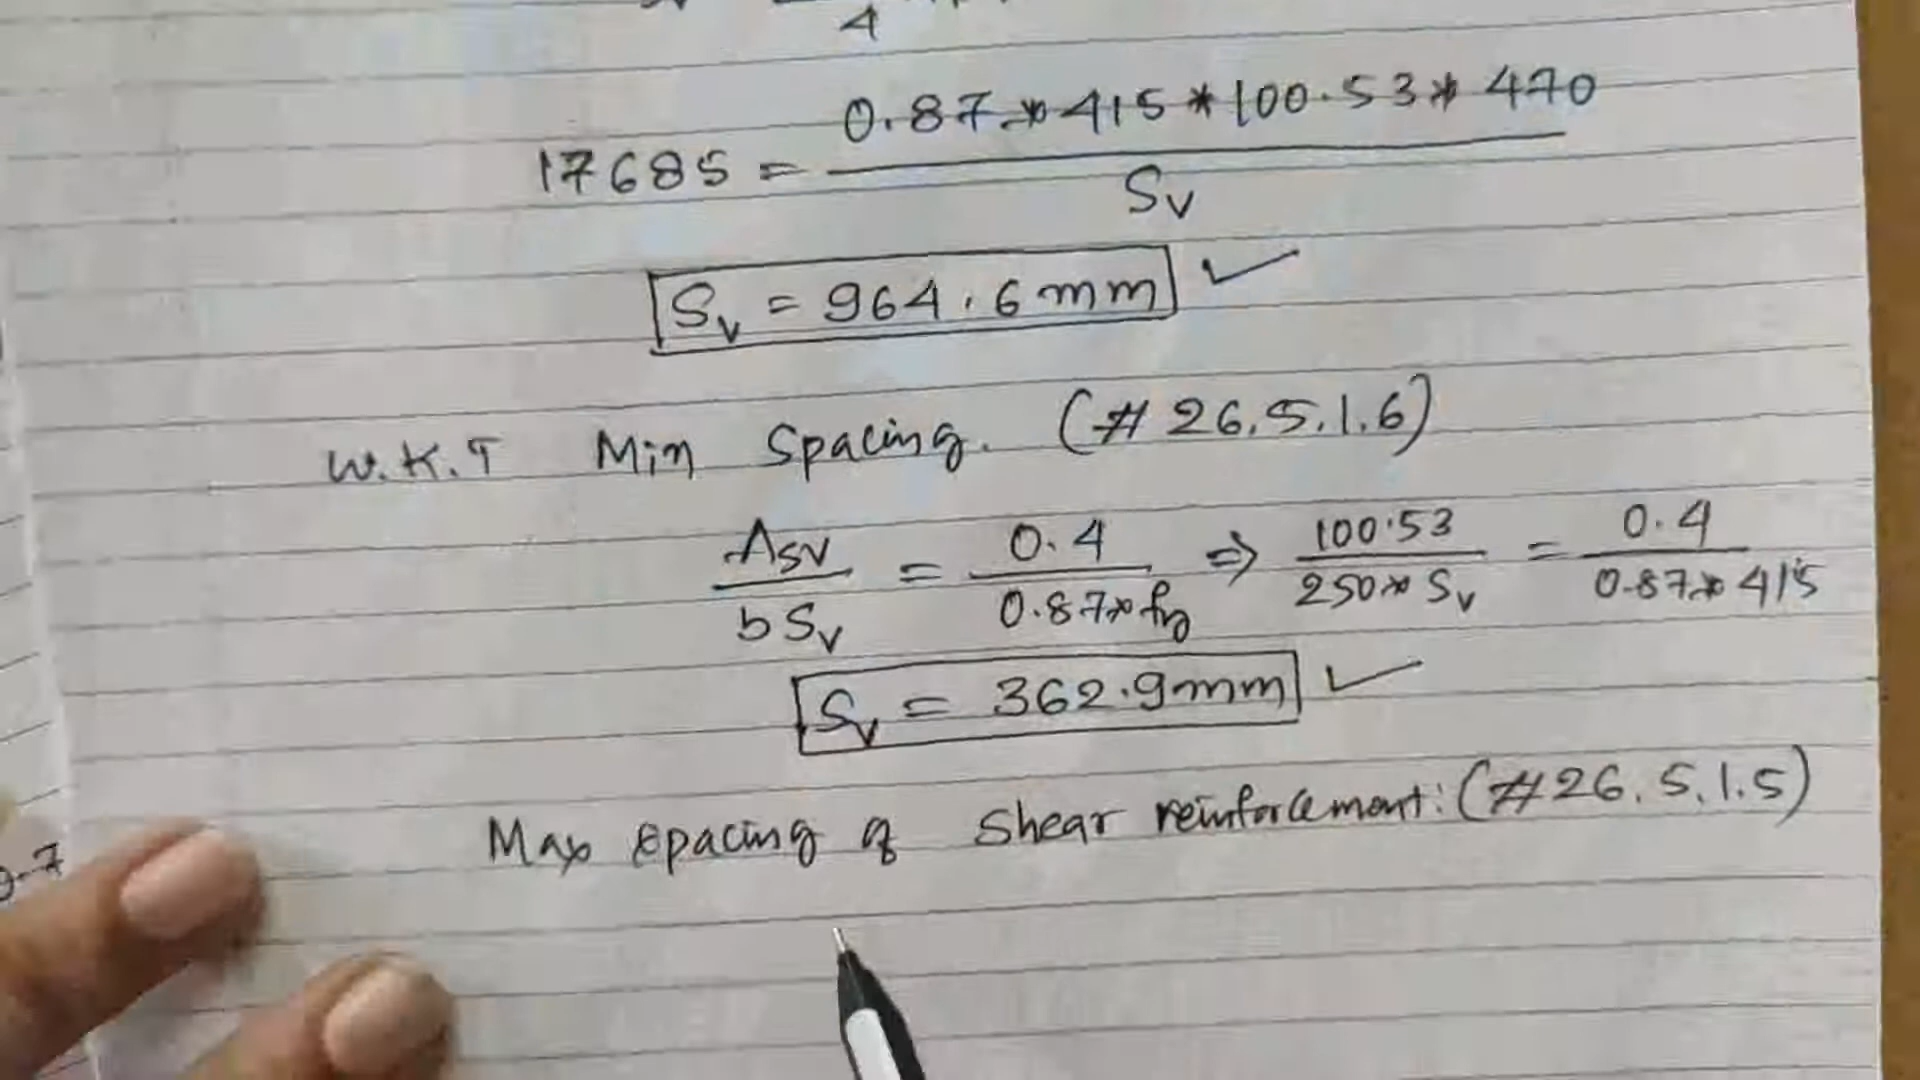 4
0.87 * 415 * 100.53 * 470
17685 =
Sv
Sv = 964.6 mm ✓
W.K.T Min Spacing. (# 26.5.1.6)
Asv / bSv = 0.4 / 0.87*fy ⇒ 100.53 / 250*Sv = 0.4 / 0.87*415
Sv = 362.9mm ✓
Max spacing of shear reinforcement: (#26.5.1.5)